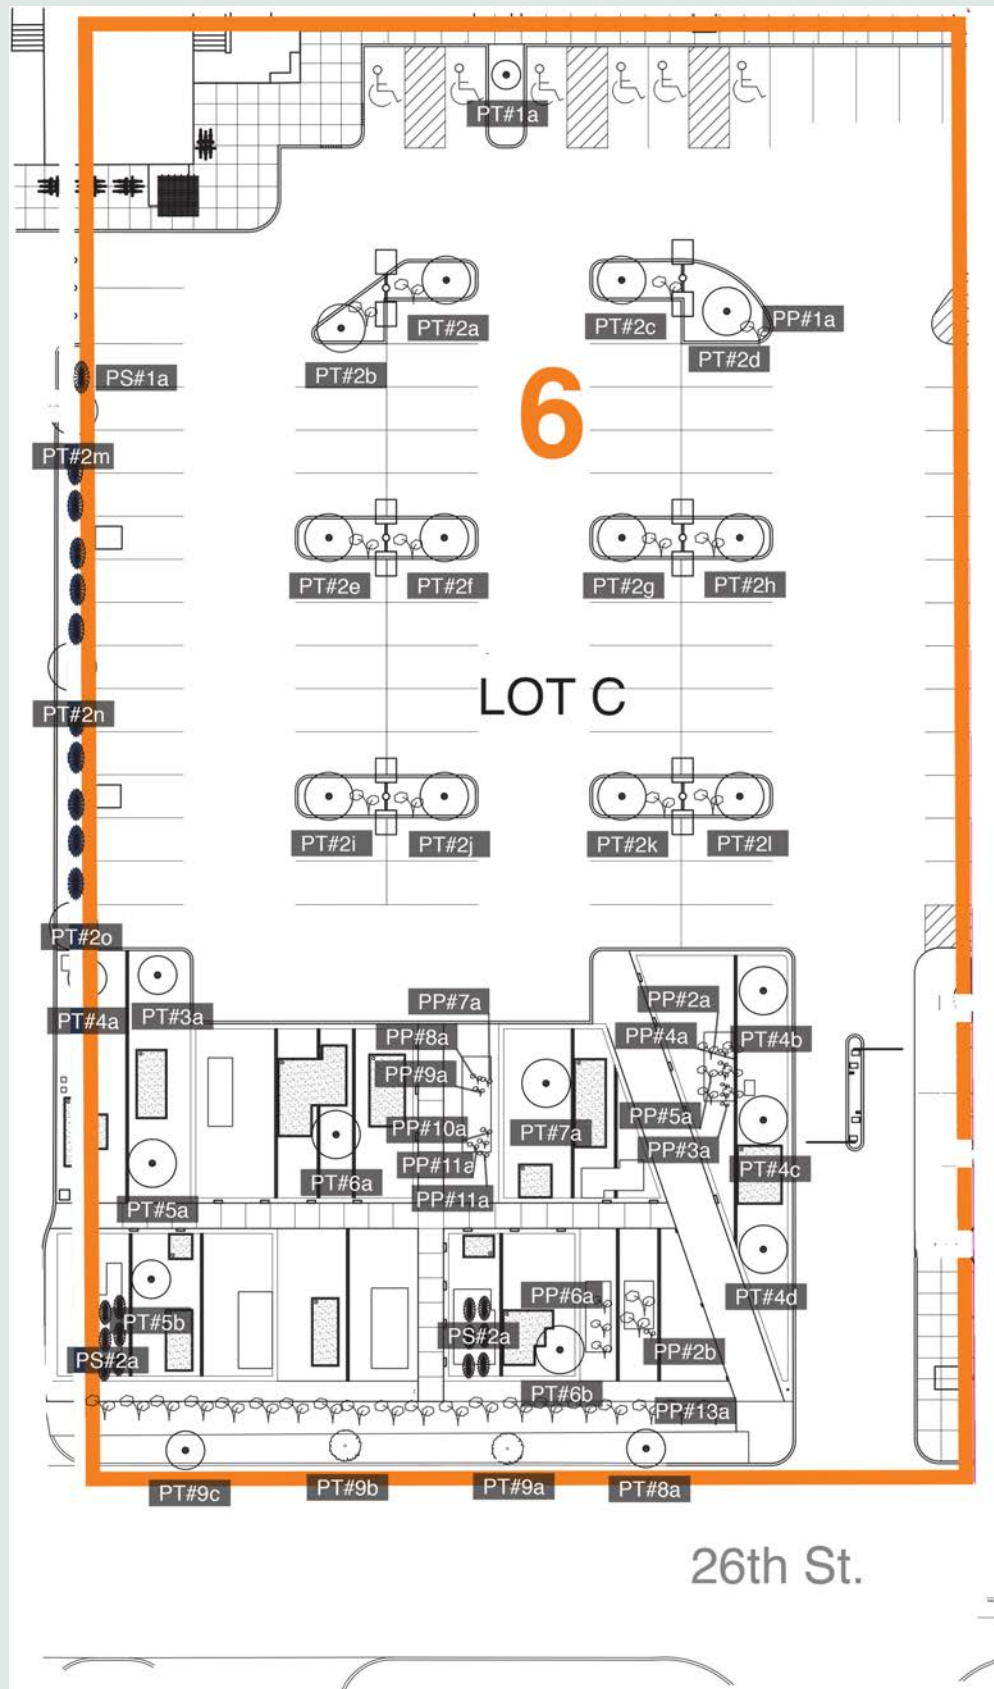 PT#1a
PT#2a
PT#2c
PP#1a
PT#2b
PT#2d
PS#1a
6
PT#2m
PT#2e
PT#2f
PT#2g
PT#2h
LOT C
PT#2n
PT#2i
PT#2j
PT#2k
PT#2l
PT#2o
PT#4a
PT#3a
PP#7a
PP#2a
PP#8a
PP#4a
PT#4b
PP#9a
PP#10a
PT#7a
PP#5a
PP#11a
PP#3a
PT#6a
PT#4c
PP#11a
PT#5a
PP#6a
PT#4d
PT#5b
PS#2a
PS#2a
PP#2b
PT#6b
PP#13a
PT#9c
PT#9b
PT#9a
PT#8a
26th St.